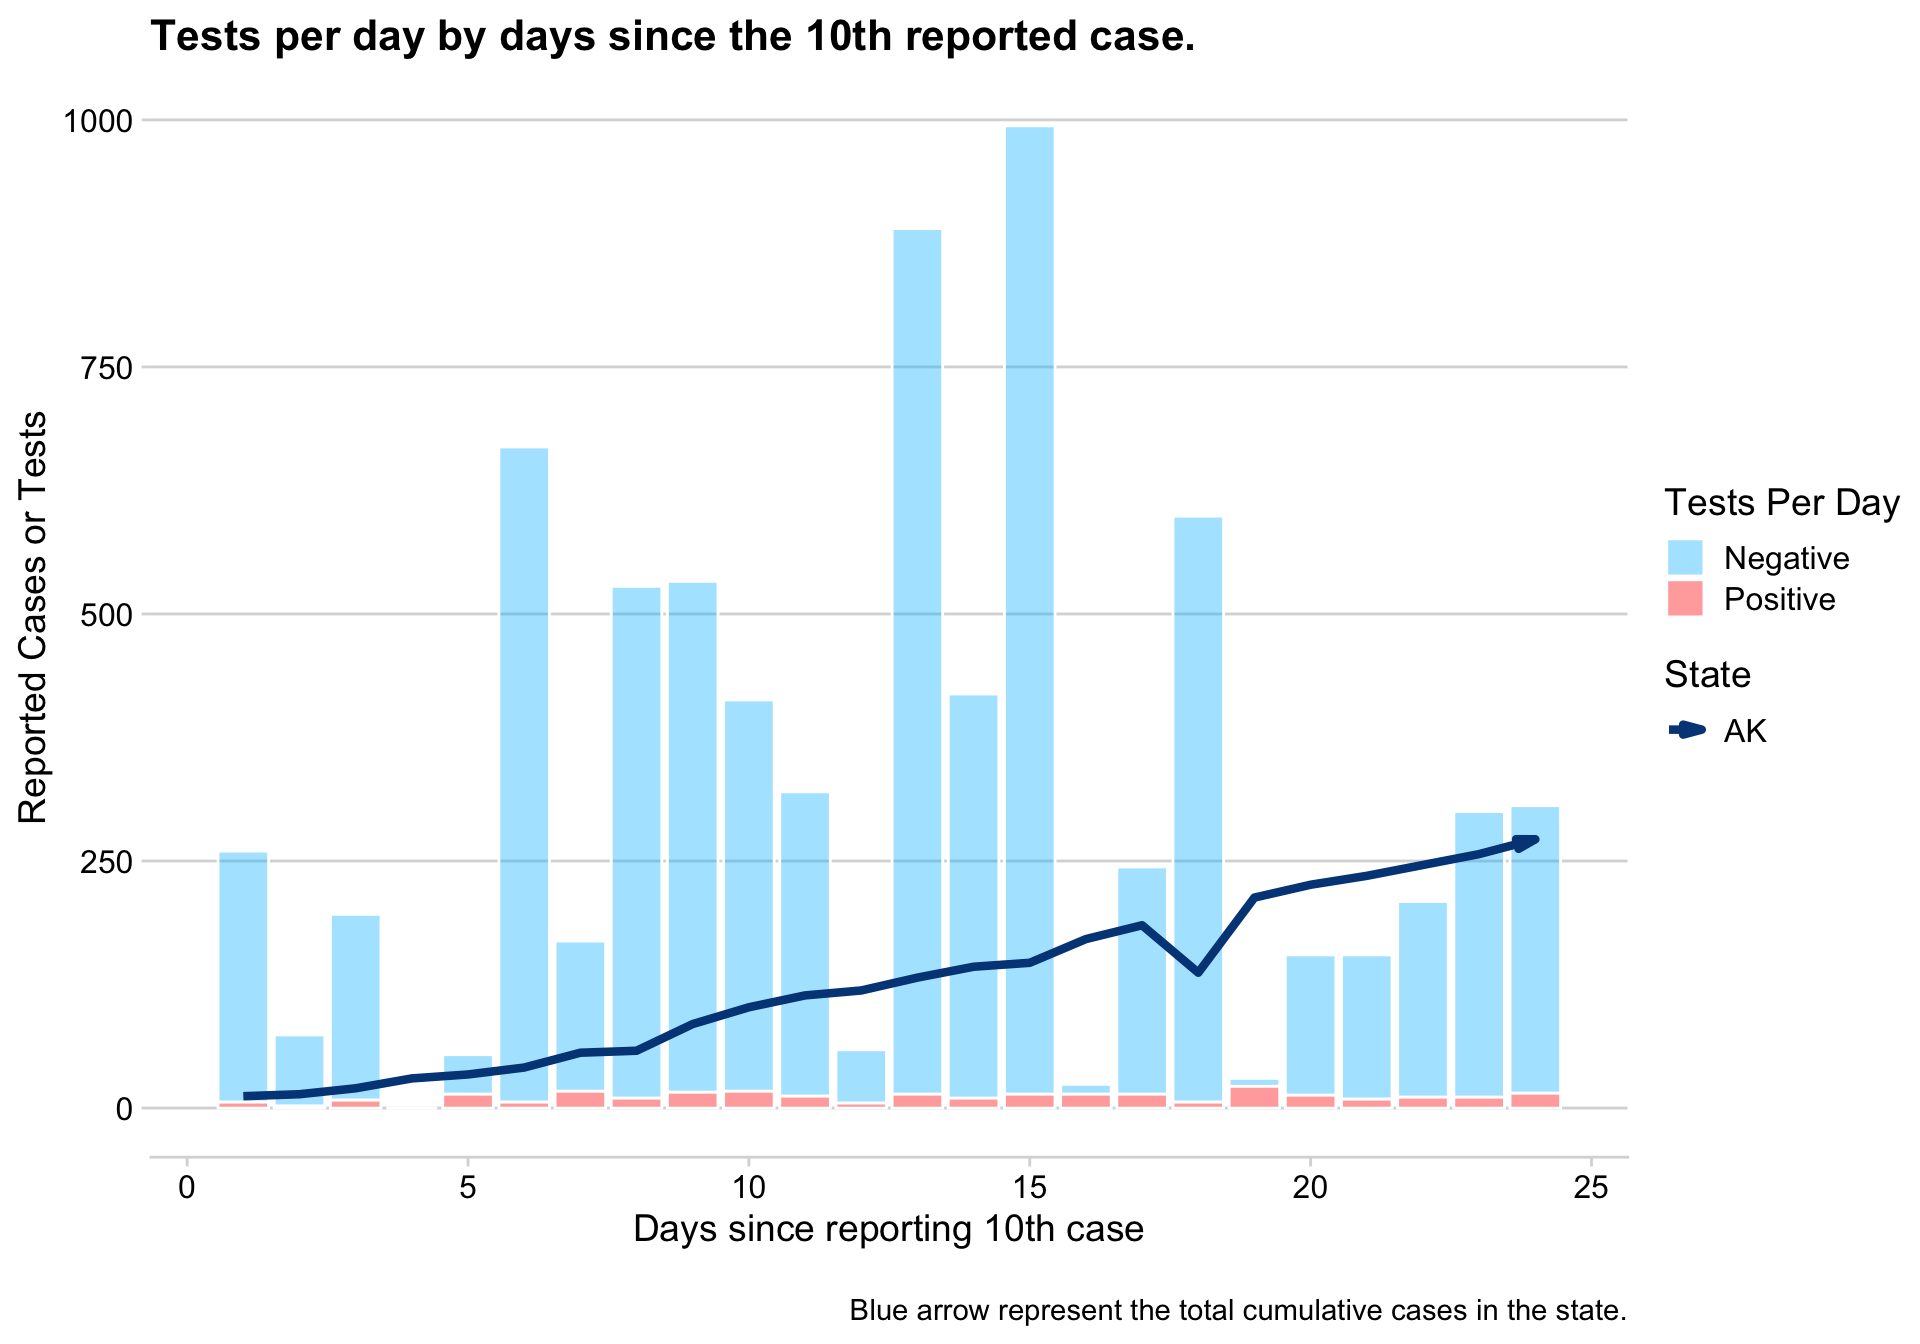 Tests per day by days since the 10th reported case.
1000
750
500
250
0
Reported Cases or Tests
0 5 10 15 20 25
Days since reporting 10th case
Tests Per Day
Negative
Positive
State
AK
Blue arrow represent the total cumulative cases in the state.